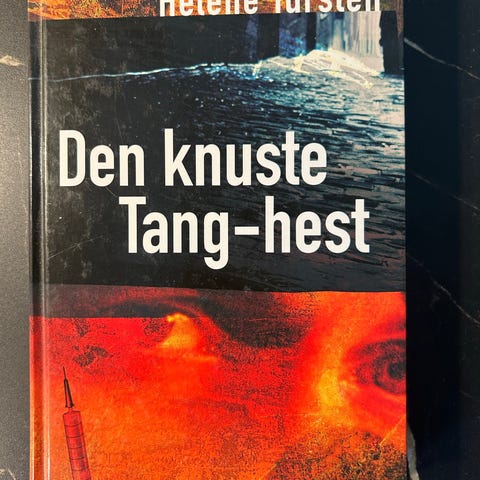 Helene Tursten
Den knuste
Tang-hest